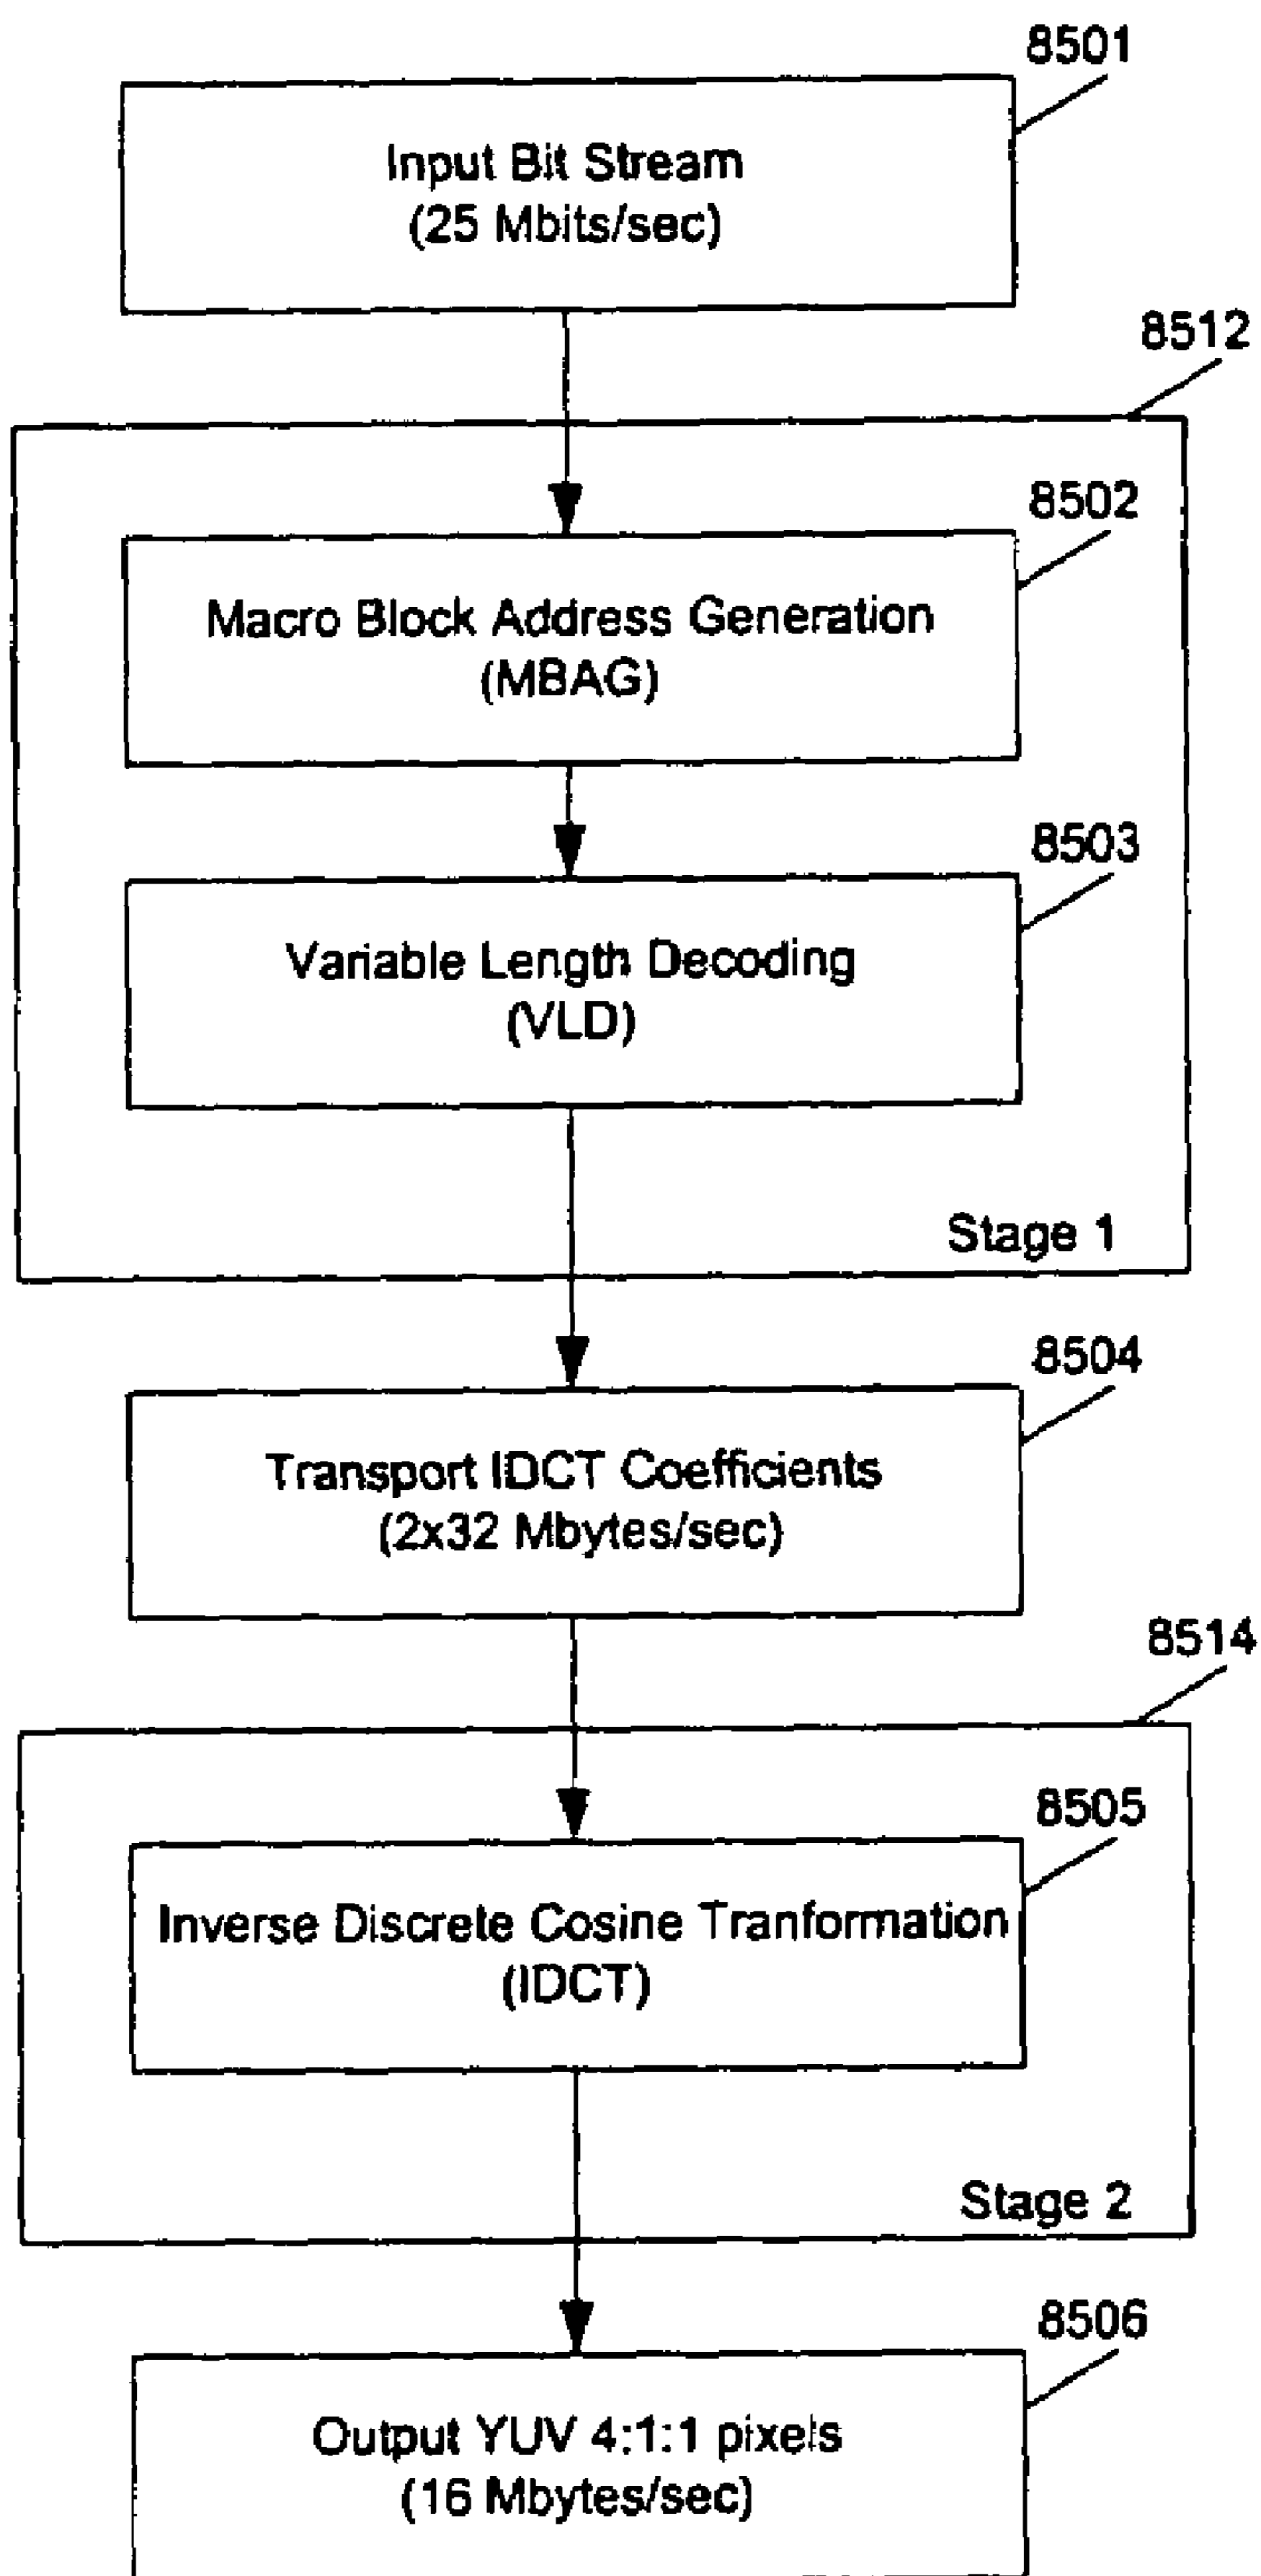 8501
Input Bit Stream
(25 Mbits/sec)
8512
8502
Macro Block Address Generation
(MBAG)
8503
Variable Length Decoding
(VLD)
Stage 1
8504
Transport IDCT Coefficients
(2x32 Mbytes/sec)
8514
8505
Inverse Discrete Cosine Tranformation
(IDCT)
Stage 2
8506
Output YUV 4:1:1 pixels
(16 Mbytes/sec)